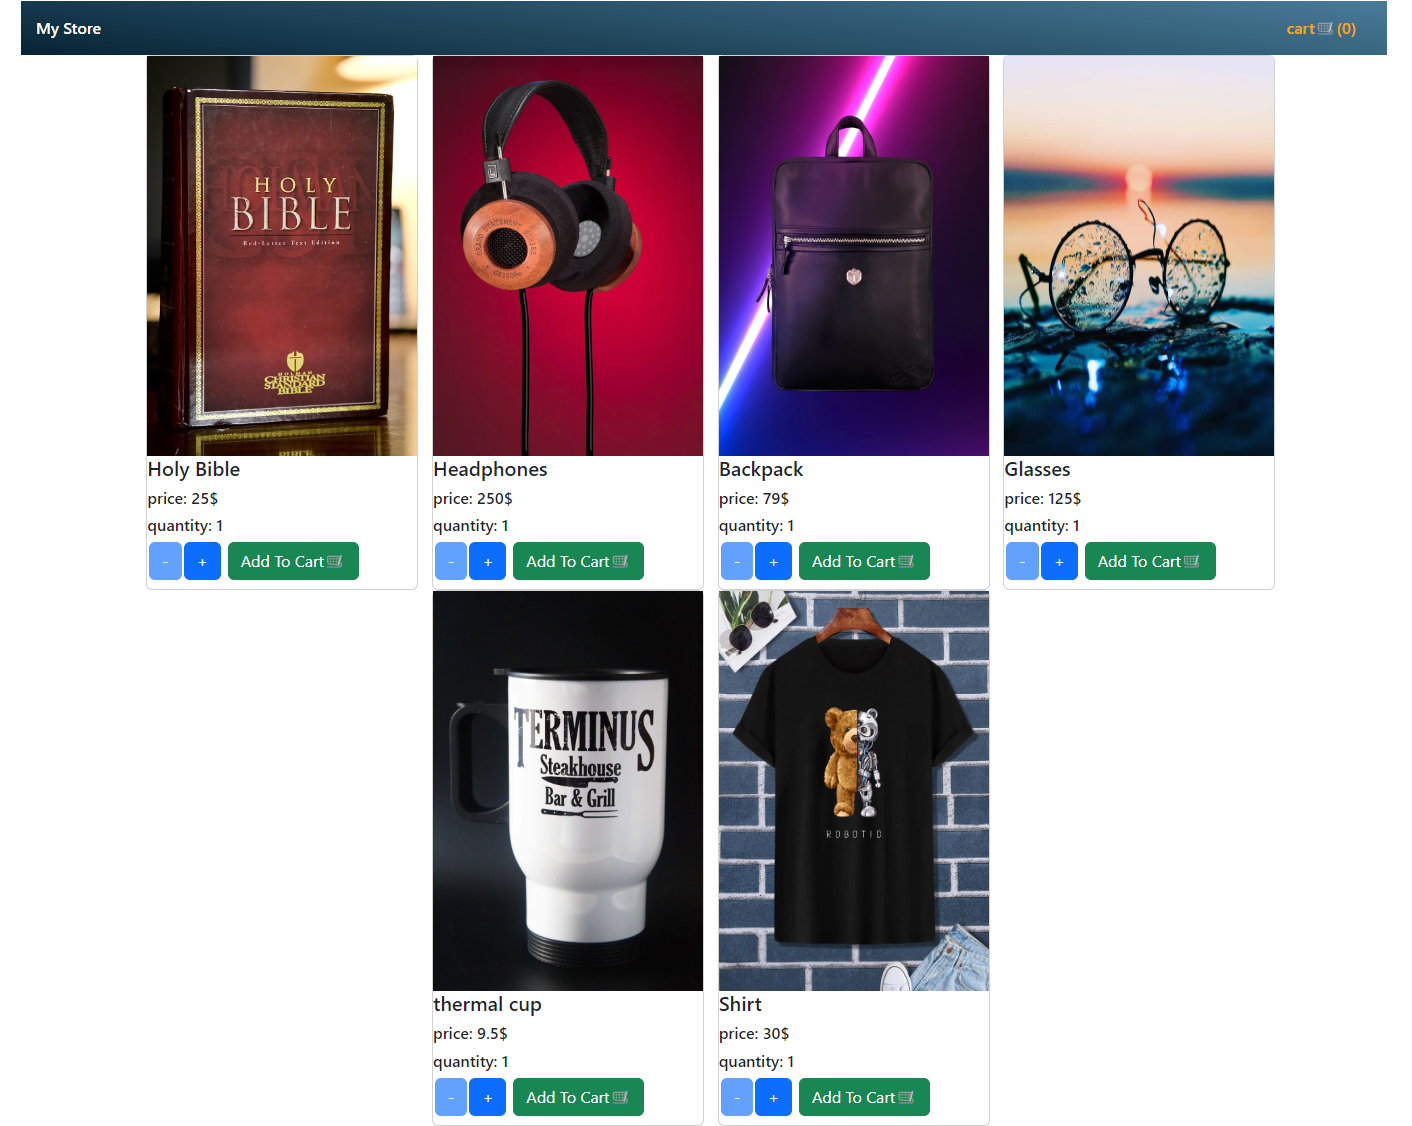 My Store
cart🛒(0)
HOLY
BIBLE
Red-Letter Text Edition
HOLMAN
CHRISTIAN
STANDARD
BIBLE
Holy Bible
price: 25$
quantity: 1
- + Add To Cart🛒
Headphones
price: 250$
quantity: 1
- + Add To Cart🛒
Backpack
price: 79$
quantity: 1
- + Add To Cart🛒
Glasses
price: 125$
quantity: 1
- + Add To Cart🛒
TERMINUS
Steakhouse
Bar & Grill
thermal cup
price: 9.5$
quantity: 1
- + Add To Cart🛒
ROBOTIC
Shirt
price: 30$
quantity: 1
- + Add To Cart🛒